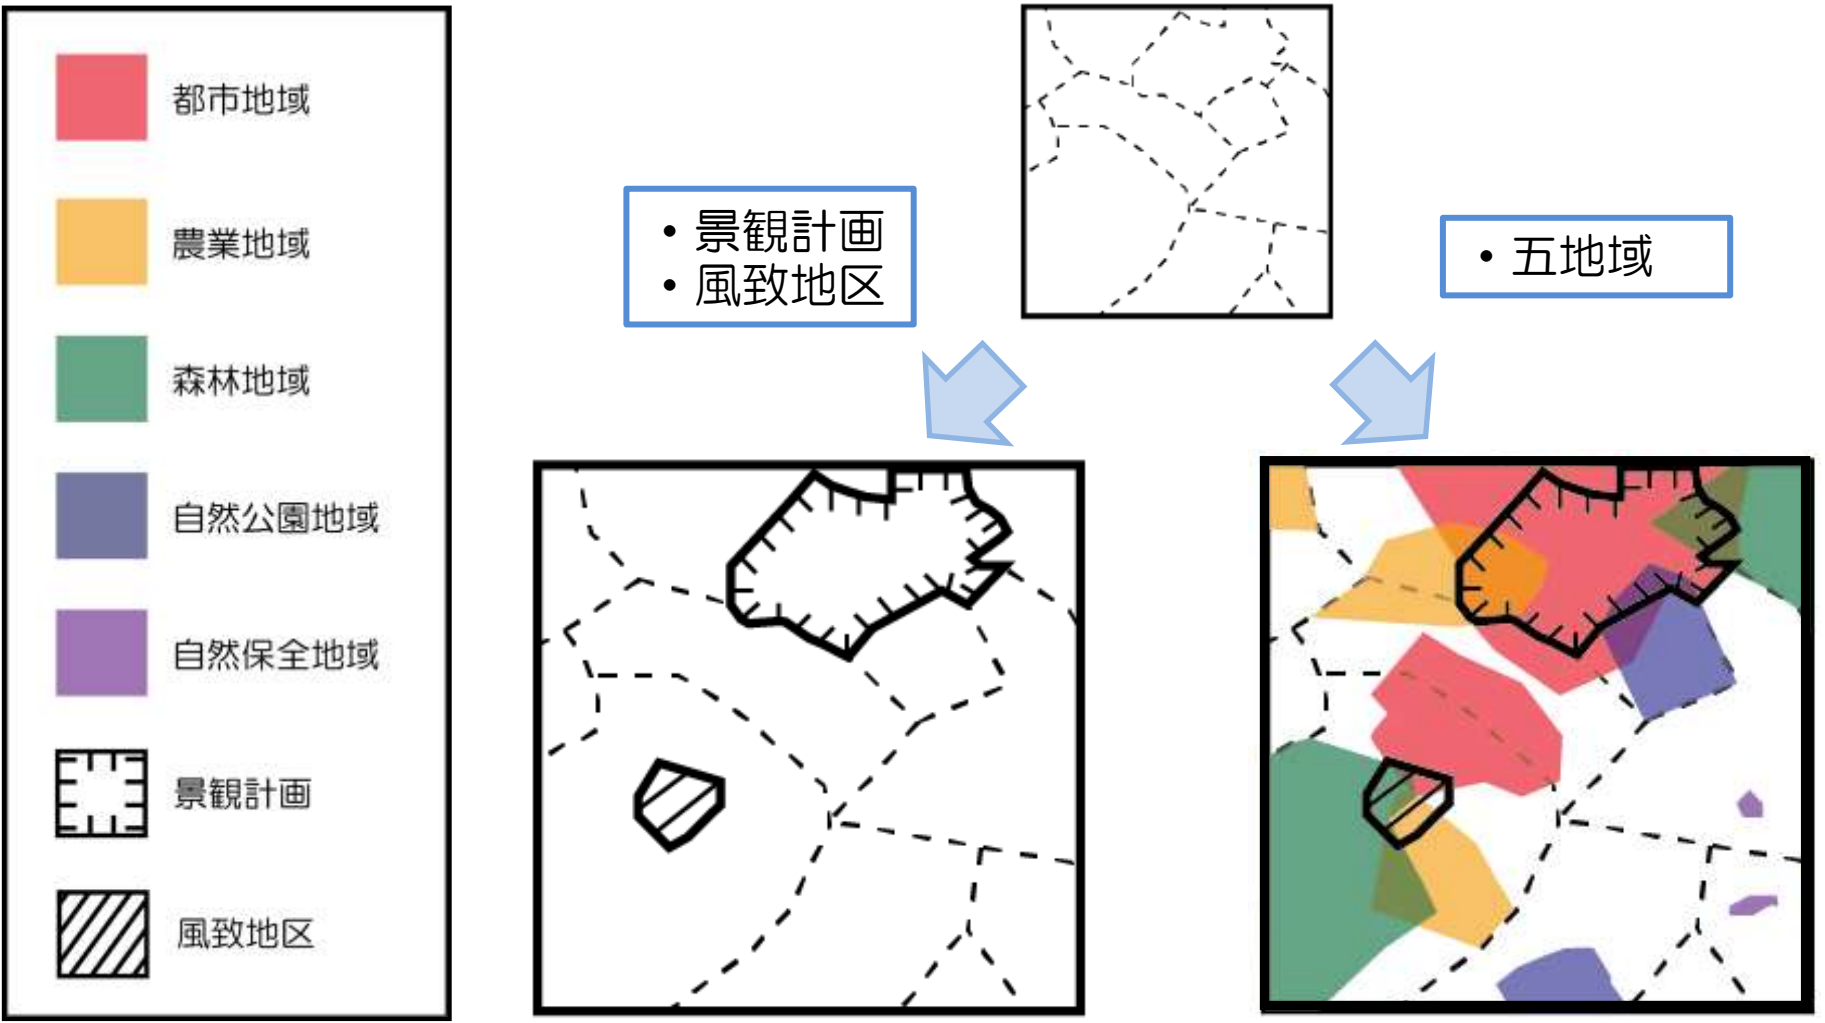 都市地域
農業地域
森林地域
自然公園地域
自然保全地域
景観計画
風致地区
• 景観計画
• 風致地区
• 五地域